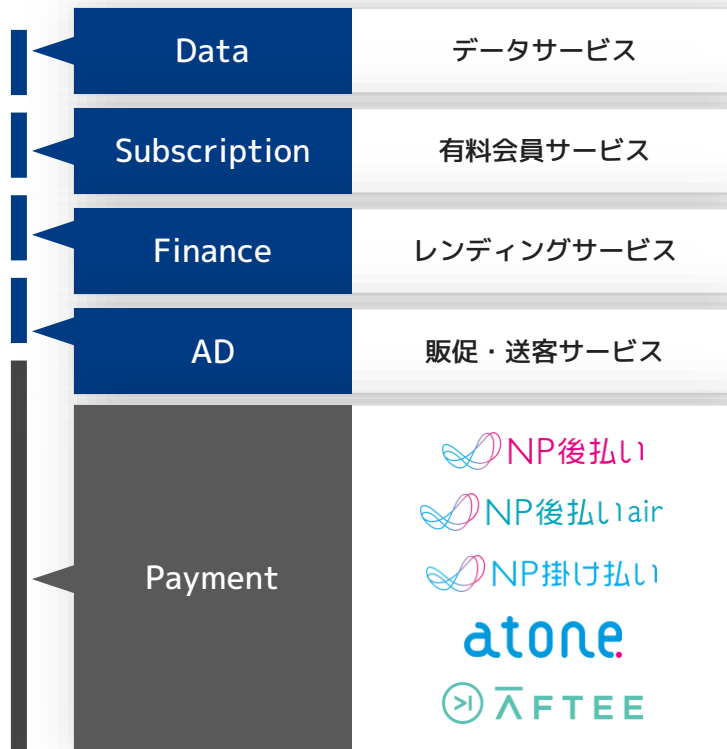 Data データサービス
Subscription 有料会員サービス
Finance レンディングサービス
AD 販促・送客サービス
Payment
NP後払い
NP後払いair
NP掛け払い
atone.
AFTEE